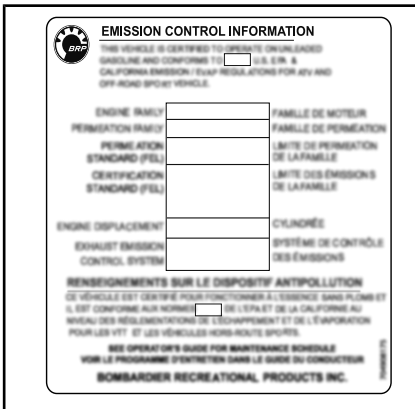 BRP
EMISSION CONTROL INFORMATION
THIS VEHICLE IS CERTIFIED TO OPERATE ON UNLEADED
GASOLINE AND CONFORMS TO U.S. EPA &
CALIFORNIA EMISSION / EVAP REGULATIONS FOR ATV AND
OFF-ROAD SPORT VEHICLE.
ENGINE FAMILY FAMILLE DE MOTEUR
PERMEATION FAMILY FAMILLE DE PERMÉATION
PERMEATION LIMITE DE PERMEATION
STANDARD (FEL) DE LA FAMILLE
CERTIFICATION LIMITE DES ÉMISSIONS
STANDARD (FEL) DE LA FAMILLE
ENGINE DISPLACEMENT CYLINDRÉE
EXHAUST EMISSION SYSTÈME DE CONTRÔLE
CONTROL SYSTEM DES ÉMISSIONS
RENSEIGNEMENTS SUR LE DISPOSITIF ANTIPOLLUTION
CE VÉHICULE EST CERTIFIÉ POUR FONCTIONNER À L'ESSENCE SANS PLOMB ET
IL EST CONFORME AUX NORMES DE L'EPA ET DE LA CALIFORNIE AU
NIVEAU DES RÉGLEMENTATIONS DE L'ÉCHAPPEMENT ET DE L'ÉVAPORATION
POUR LES VTT ET LES VÉHICULES HORS-ROUTE SPORTS.
SEE OPERATOR'S GUIDE FOR MAINTENANCE SCHEDULE
VOIR LE PROGRAMME D'ENTRETIEN DANS LE GUIDE DU CONDUCTEUR
BOMBARDIER RECREATIONAL PRODUCTS INC.